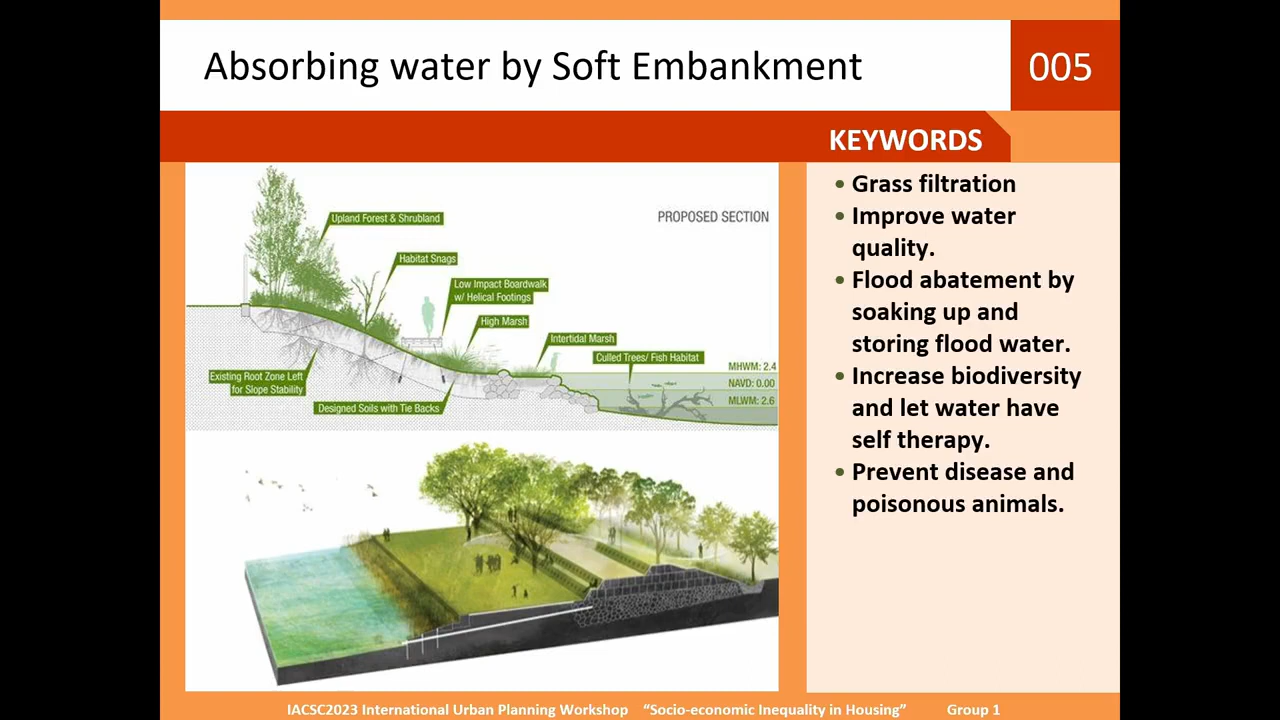 Absorbing water by Soft Embankment
005
KEYWORDS
PROPOSED SECTION
Upland Forest & Shrubland
Habitat Snags
Low Impact Boardwalk
w/ Helical Footings
High Marsh
Intertidal Marsh
Culled Trees/ Fish Habitat
MHWM: 2.4
NAVD: 0.00
MLWM: 2.6
Existing Root Zone Left
for Slope Stability
Designed Soils with Tie Backs
• Grass filtration
• Improve water
quality.
• Flood abatement by
soaking up and
storing flood water.
• Increase biodiversity
and let water have
self therapy.
• Prevent disease and
poisonous animals.
IACSC2023 International Urban Planning Workshop “Socio-economic Inequality in Housing” Group 1